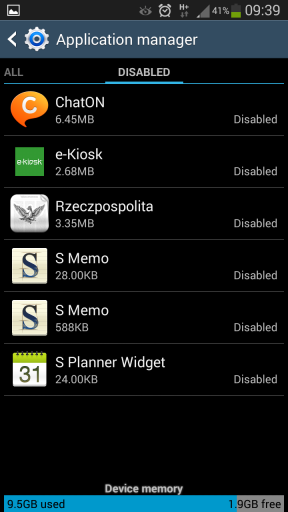 H+ 41% 09:39
Application manager
ALL DISABLED
C ChatON
6.45MB Disabled
e-Kiosk e-Kiosk
2.68MB Disabled
Rzeczpospolita
3.35MB Disabled
S S Memo
28.00KB Disabled
S S Memo
588KB Disabled
31 S Planner Widget
24.00KB Disabled
Device memory
9.5GB used 1.9GB free